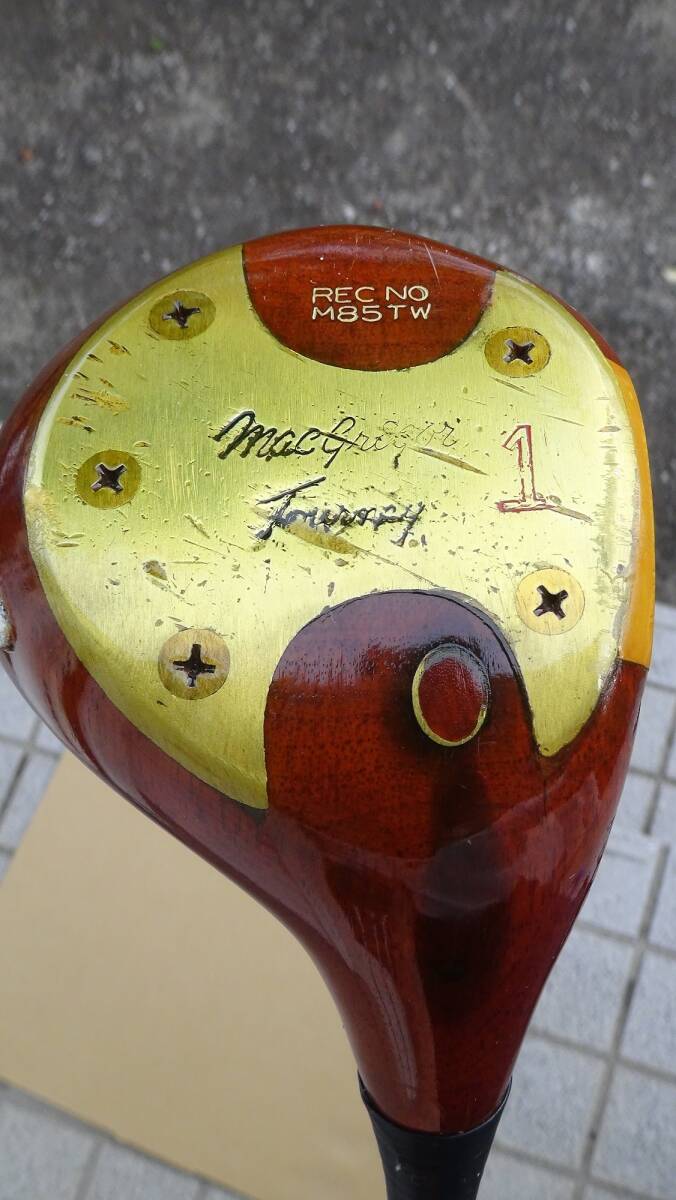 REC NO
M85TW
MacGregor
Tourney
1